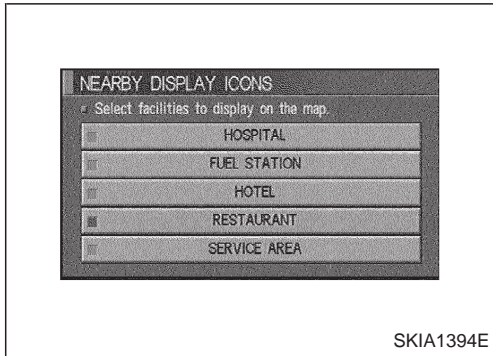 NEARBY DISPLAY ICONS
Select facilities to display on the map.
HOSPITAL
FUEL STATION
HOTEL
RESTAURANT
SERVICE AREA
SKIA1394E